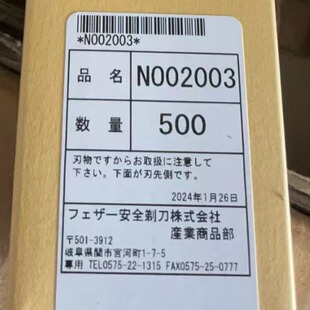 *N002003*
品名 N002003
数量 500
刃物ですからお取扱に注意して
下さい。下面が刃先側です。
2024年1月26日
フェザー安全剃刀株式会社
産業商品部
〒501-3912
岐阜県関市宮河町1-7-5
専用 TEL0575-22-1315 FAX0575-25-0777